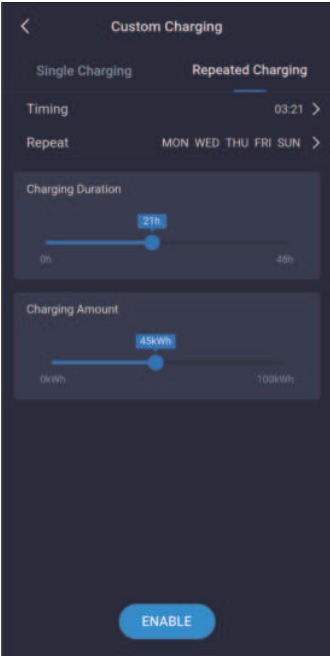 Custom Charging
Single Charging Repeated Charging
Timing 03:21
Repeat MON WED THU FRI SUN
Charging Duration
21h
0h 48h
Charging Amount
45kWh
0kWh 100kWh
ENABLE